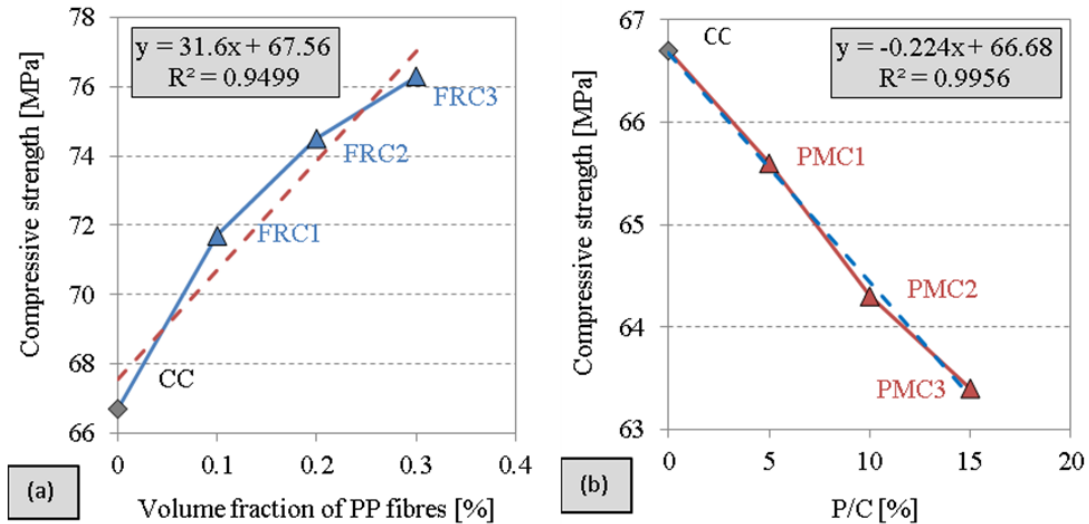 78
76
74
72
70
68
66
0
0.1
0.2
0.3
0.4
Compressive strength [MPa]
Volume fraction of PP fibres [%]
y = 31.6x + 67.56
R² = 0.9499
FRC3
FRC2
FRC1
CC
(a)
67
66
65
64
63
0
5
10
15
20
Compressive strength [MPa]
P/C [%]
CC
y = -0.224x + 66.68
R² = 0.9956
PMC1
PMC2
PMC3
(b)